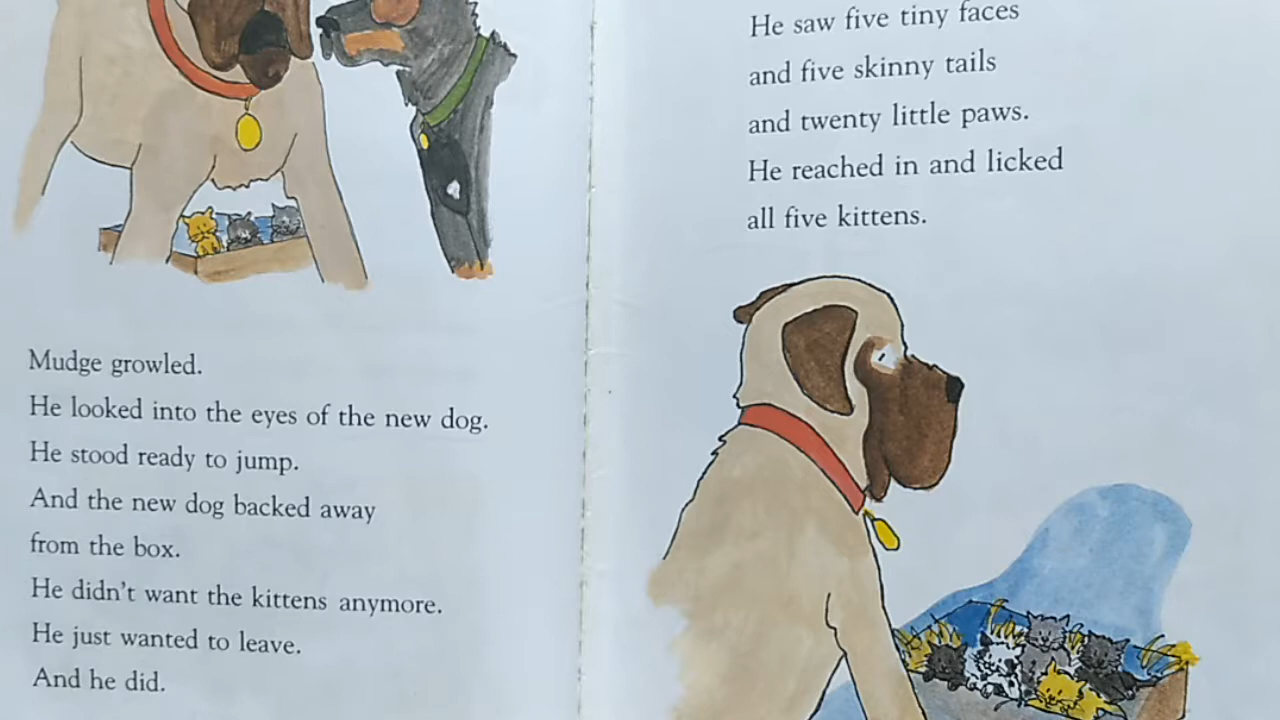 Mudge growled.
He looked into the eyes of the new dog.
He stood ready to jump.
And the new dog backed away
from the box.
He didn't want the kittens anymore.
He just wanted to leave.
And he did.
He saw five tiny faces
and five skinny tails
and twenty little paws.
He reached in and licked
all five kittens.